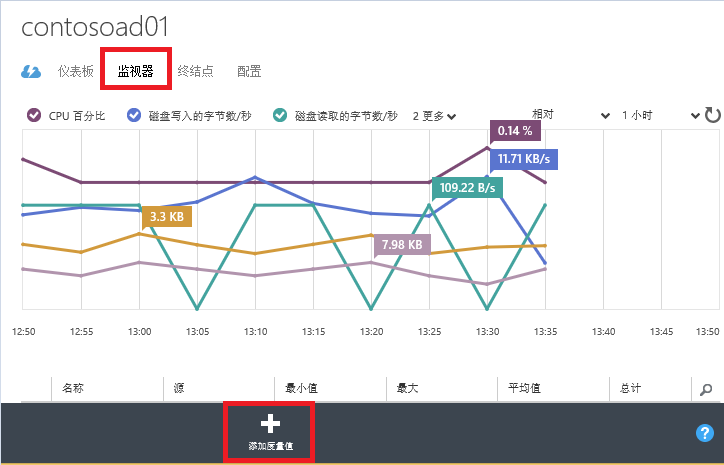 contosoad01
仪表板 监视器 终结点 配置
CPU 百分比 磁盘写入的字节数/秒 磁盘读取的字节数/秒 2 更多 相对 1 小时
0.14 %
11.71 KB/s
109.22 B/s
3.3 KB
7.98 KB
12:50 12:55 13:00 13:05 13:10 13:15 13:20 13:25 13:30 13:35 13:40 13:45 13:50
名称 源 最小值 最大 平均值 总计
添加度量值
?